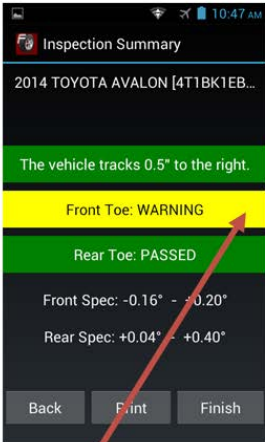 10:47 AM
Inspection Summary
2014 TOYOTA AVALON [4T1BK1EB...
The vehicle tracks 0.5" to the right.
Front Toe: WARNING
Rear Toe: PASSED
Front Spec: -0.16° - +0.20°
Rear Spec: +0.04° - +0.40°
Back Print Finish